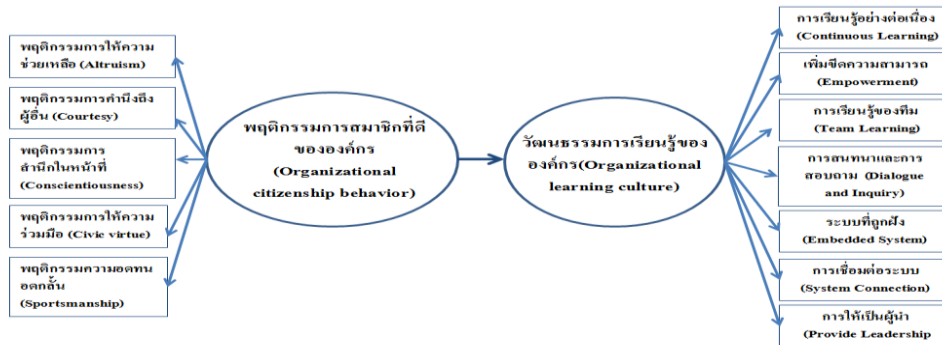 พฤติกรรมการให้ความ
ช่วยเหลือ (Altruism)
พฤติกรรมการคำนึงถึง
ผู้อื่น (Courtesy)
พฤติกรรมการ
สำนึกในหน้าที่
(Conscientiousness)
พฤติกรรมการให้ความ
ร่วมมือ (Civic virtue)
พฤติกรรมความอดทน
อดกลั้น
(Sportsmanship)
พฤติกรรมการสมาชิกที่ดี
ขององค์กร
(Organizational
citizenship behavior)
วัฒนธรรมการเรียนรู้ของ
องค์กร(Organizational
learning culture)
การเรียนรู้อย่างต่อเนื่อง
(Continuous Learning)
เพิ่มขีดความสามารถ
(Empowerment)
การเรียนรู้ของทีม
(Team Learning)
การสนทนาและการ
สอบถาม (Dialogue
and Inquiry)
ระบบที่ถูกฝัง
(Embedded System)
การเชื่อมต่อระบบ
(System Connection)
การให้เป็นผู้นำ
(Provide Leadership